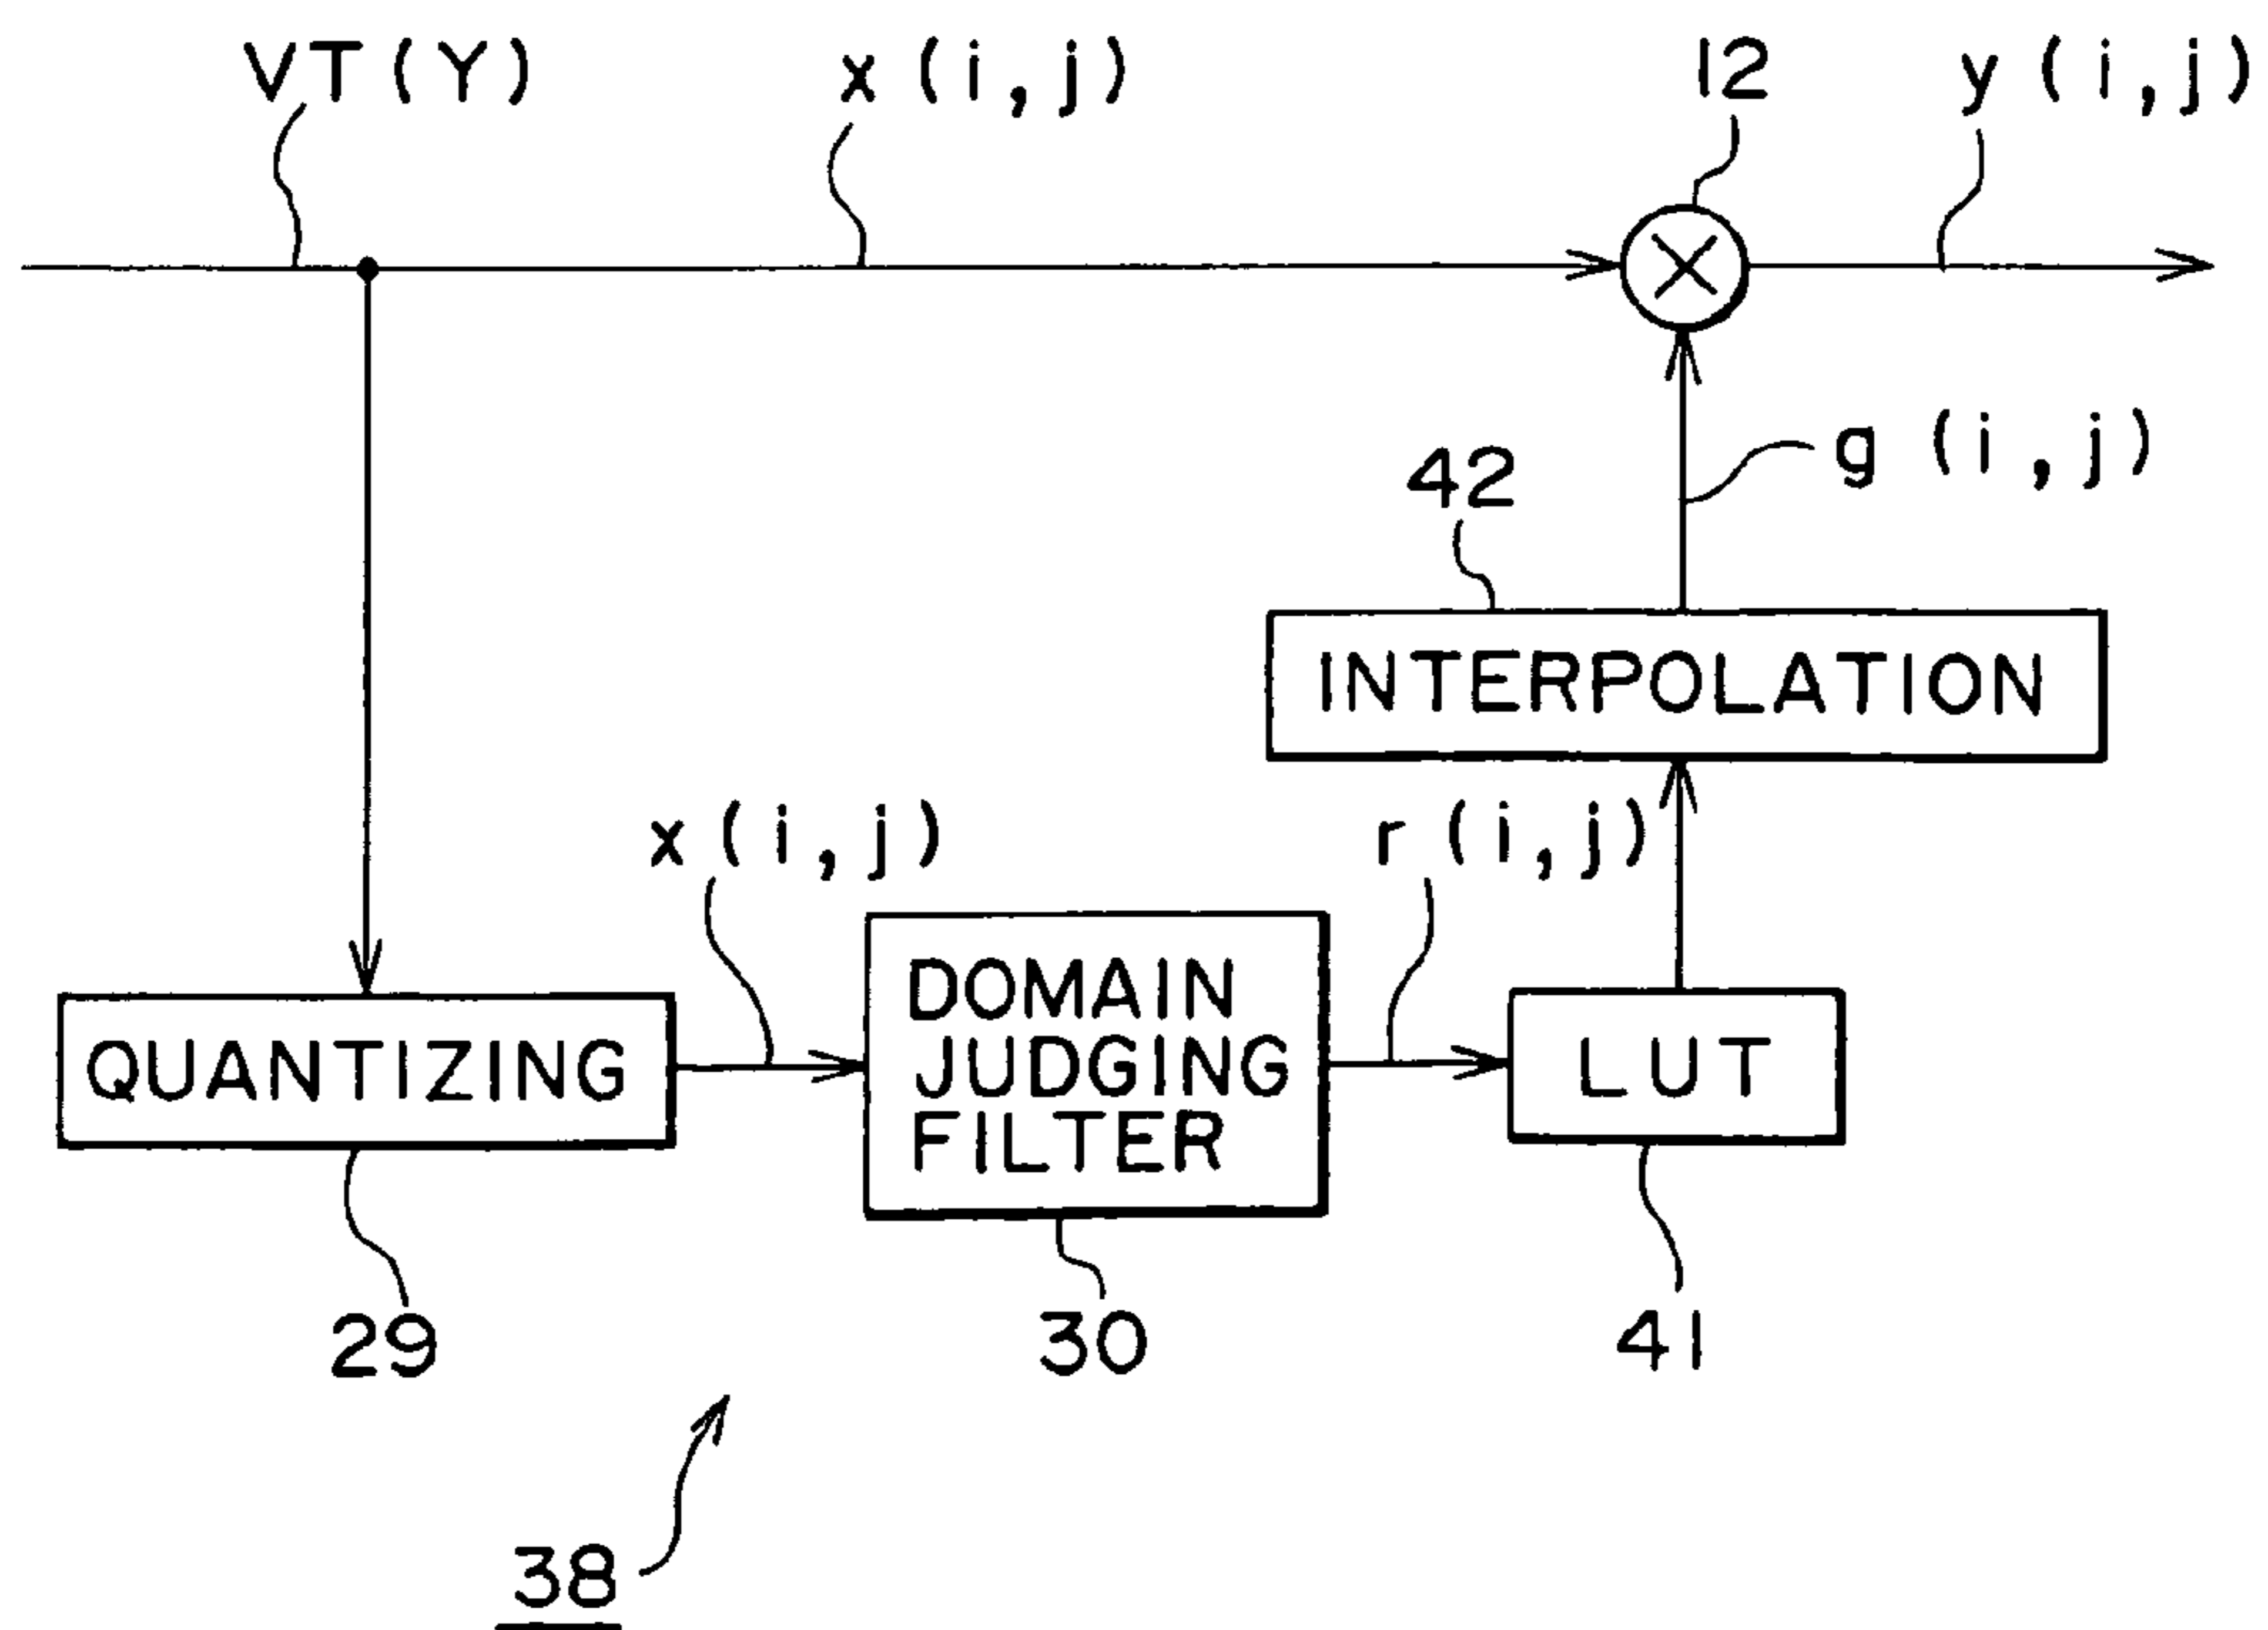 VT(Y)
x(i,j)
12
y(i,j)
g(i,j)
42
INTERPOLATION
x(i,j)
r(i,j)
QUANTIZING
DOMAIN
JUDGING
FILTER
LUT
29
30
41
38